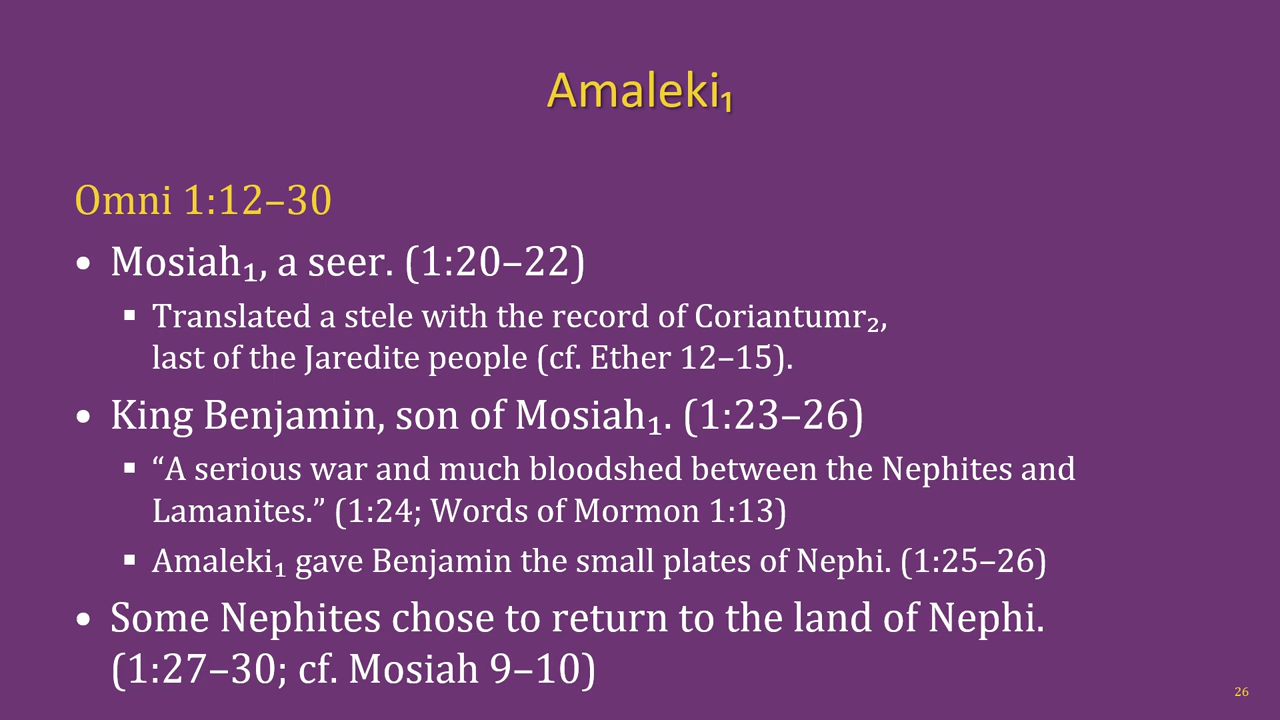 Amaleki₁
Omni 1:12–30
• Mosiah₁, a seer. (1:20–22)
▪ Translated a stele with the record of Coriantumr₂,
last of the Jaredite people (cf. Ether 12–15).
• King Benjamin, son of Mosiah₁. (1:23–26)
▪ “A serious war and much bloodshed between the Nephites and
Lamanites.” (1:24; Words of Mormon 1:13)
▪ Amaleki₁ gave Benjamin the small plates of Nephi. (1:25–26)
• Some Nephites chose to return to the land of Nephi.
(1:27–30; cf. Mosiah 9–10)
26